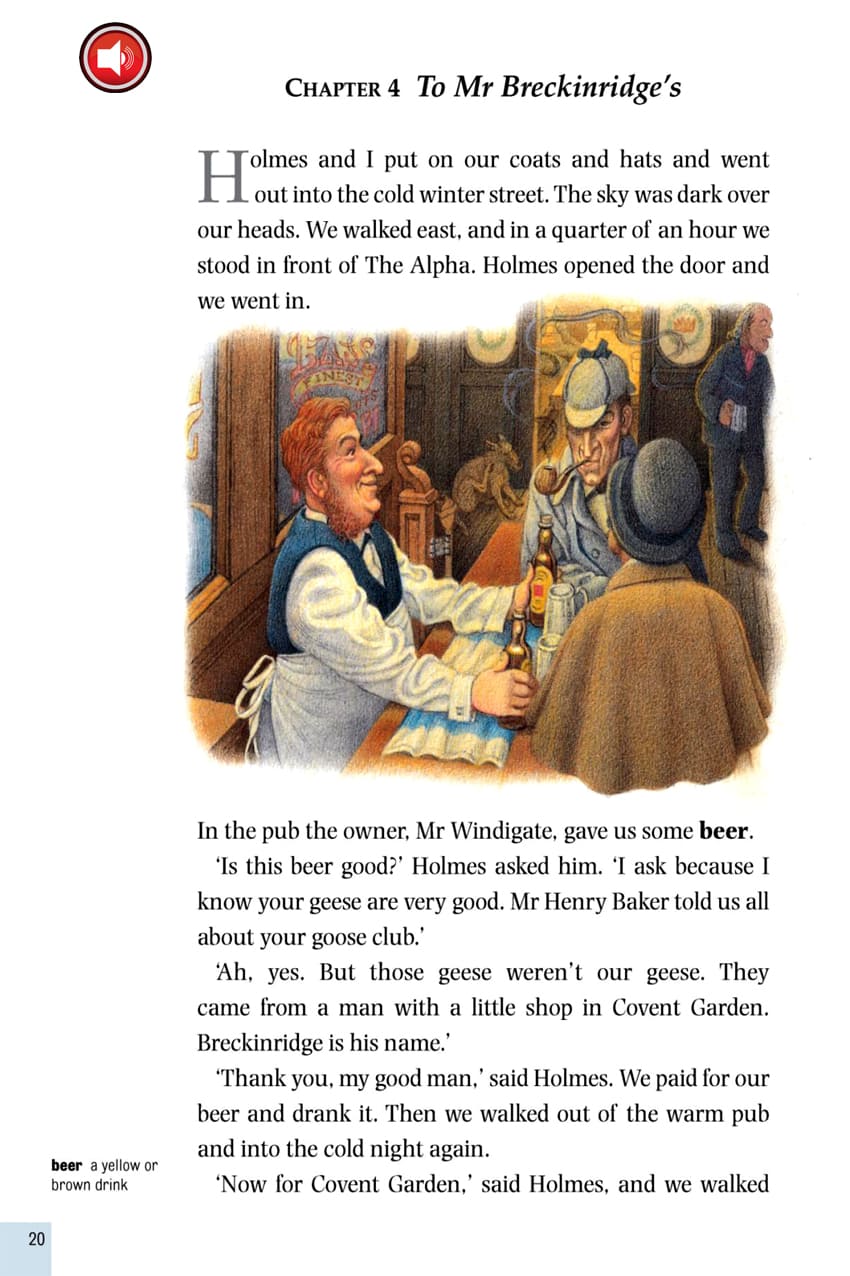 CHAPTER 4 To Mr Breckinridge's
Holmes and I put on our coats and hats and went
out into the cold winter street. The sky was dark over
our heads. We walked east, and in a quarter of an hour we
stood in front of The Alpha. Holmes opened the door and
we went in.
FINEST
In the pub the owner, Mr Windigate, gave us some beer.
‘Is this beer good?’ Holmes asked him. ‘I ask because I
know your geese are very good. Mr Henry Baker told us all
about your goose club.’
‘Ah, yes. But those geese weren’t our geese. They
came from a man with a little shop in Covent Garden.
Breckinridge is his name.’
‘Thank you, my good man,’ said Holmes. We paid for our
beer and drank it. Then we walked out of the warm pub
and into the cold night again.
‘Now for Covent Garden,’ said Holmes, and we walked
beer a yellow or
brown drink
20